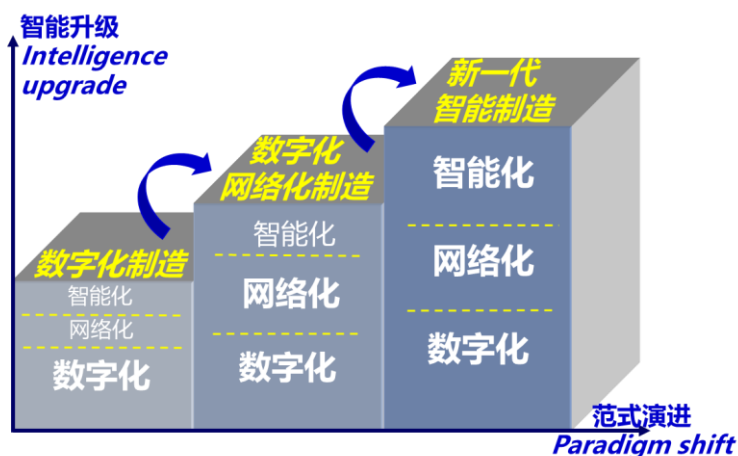 智能升级
Intelligence
upgrade
新一代
智能制造
数字化
网络化制造
数字化制造
智能化
网络化
数字化
智能化
网络化
数字化
智能化
网络化
数字化
范式演进
Paradigm shift